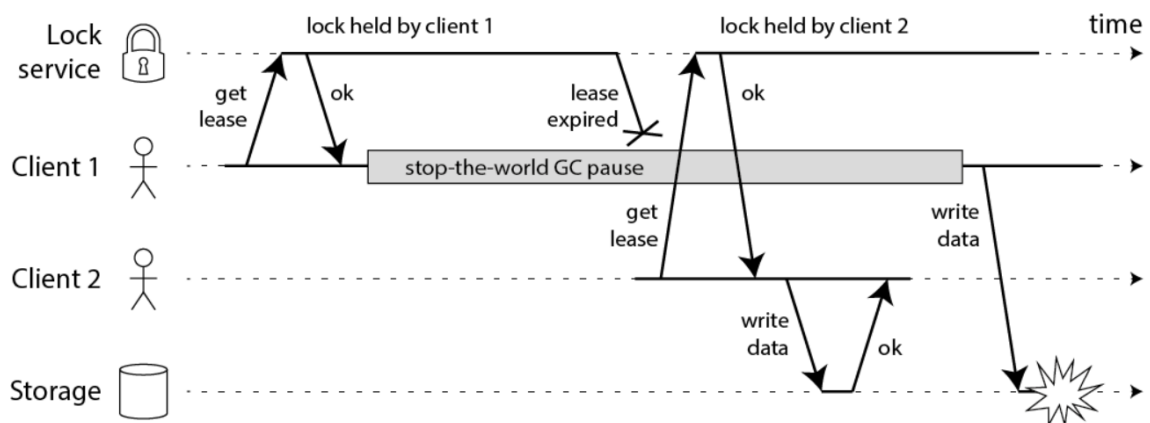 lock held by client 1
lock held by client 2
time
Lock
service
get
lease
ok
lease
expired
ok
Client 1
stop-the-world GC pause
get
lease
write
data
Client 2
write
data
ok
Storage